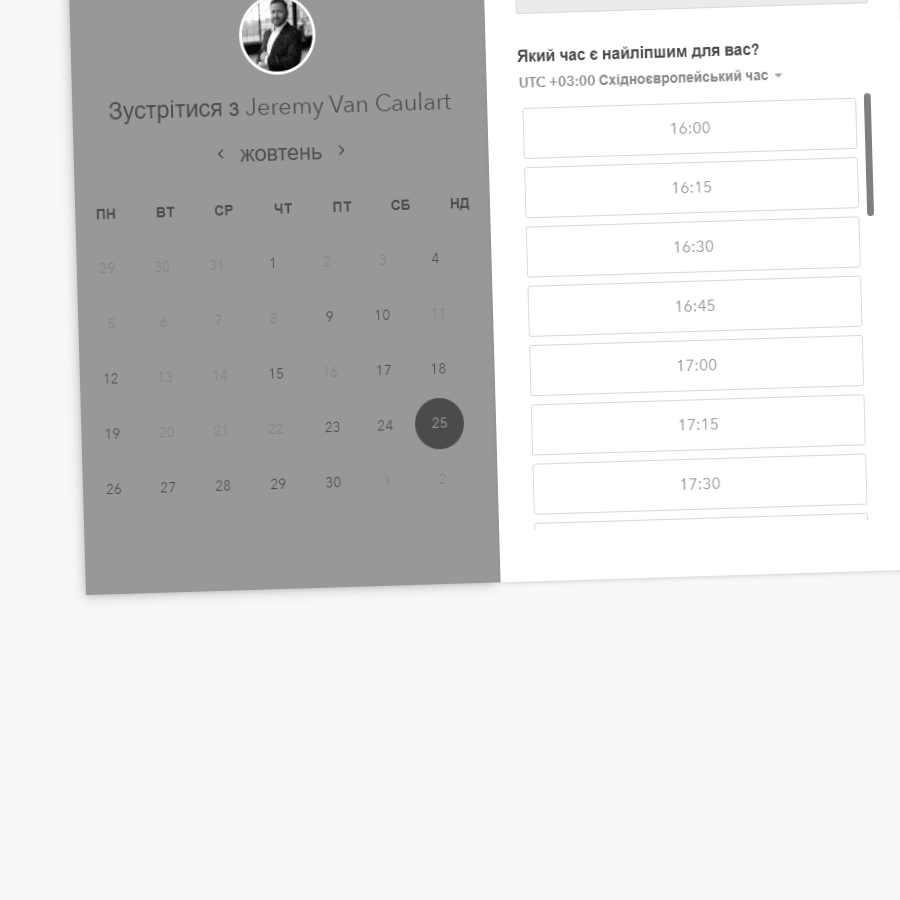 Зустрітися з Jeremy Van Caulart
< жовтень >
ПН ВТ СР ЧТ ПТ СБ НД
29 30 31 1 2 3 4
5 6 7 8 9 10 11
12 13 14 15 16 17 18
19 20 21 22 23 24 25
26 27 28 29 30 1 2
Який час є найліпшим для вас?
UTC +03:00 Східноєвропейський час
16:00
16:15
16:30
16:45
17:00
17:15
17:30